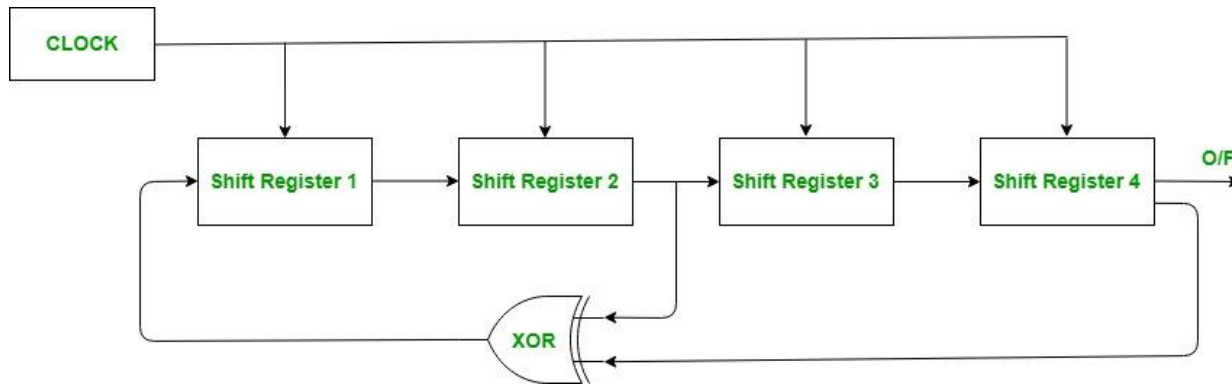 CLOCK
Shift Register 1
Shift Register 2
Shift Register 3
Shift Register 4
XOR